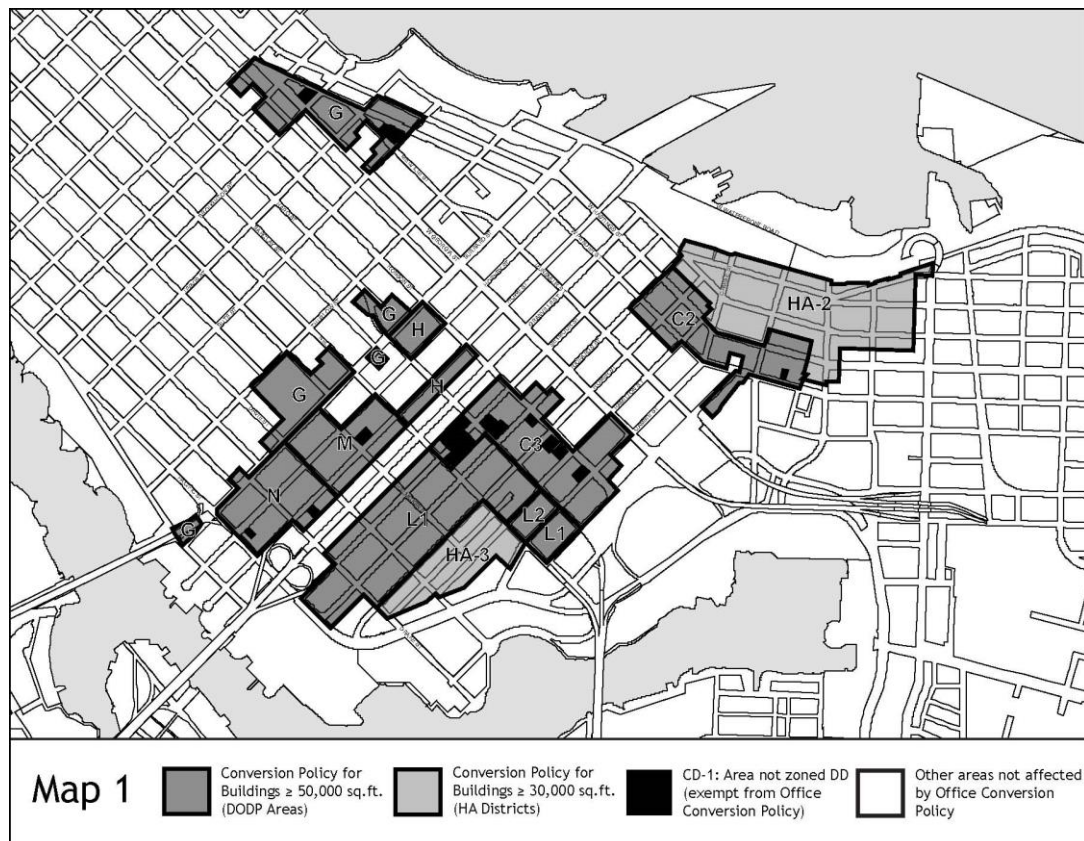 G
W WATERFRONT ROAD
G
H
G
H
G
M
N
G
C2
HA-2
C3
L1
L2
L1
HA-3
Map 1
Conversion Policy for
Buildings ≥ 50,000 sq.ft.
(DODP Areas)
Conversion Policy for
Buildings ≥ 30,000 sq.ft.
(HA Districts)
CD-1: Area not zoned DD
(exempt from Office
Conversion Policy)
Other areas not affected
by Office Conversion
Policy